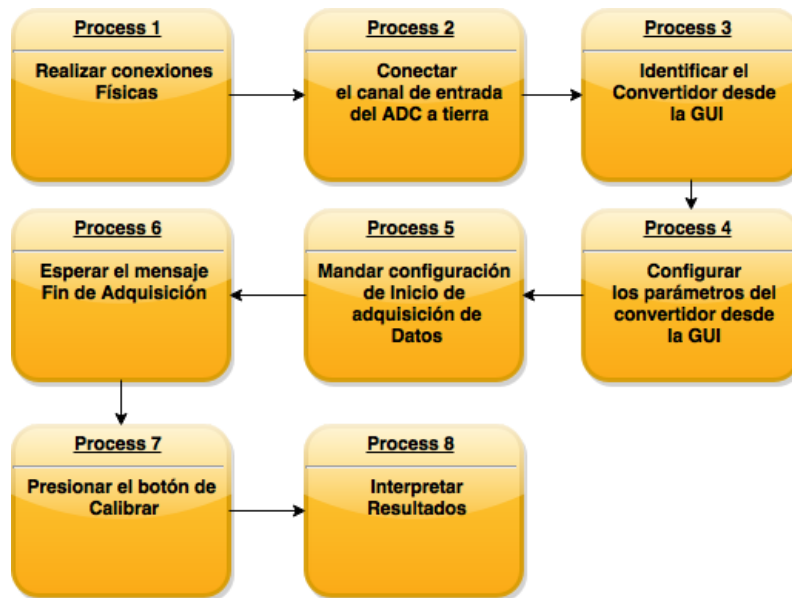 Process 1
Realizar conexiones
Físicas
Process 2
Conectar
el canal de entrada
del ADC a tierra
Process 3
Identificar el
Convertidor desde
la GUI
Process 4
Configurar
los parámetros del
convertidor desde
la GUI
Process 5
Mandar configuración
de Inicio de
adquisición de
Datos
Process 6
Esperar el mensaje
Fin de Adquisición
Process 7
Presionar el botón de
Calibrar
Process 8
Interpretar
Resultados